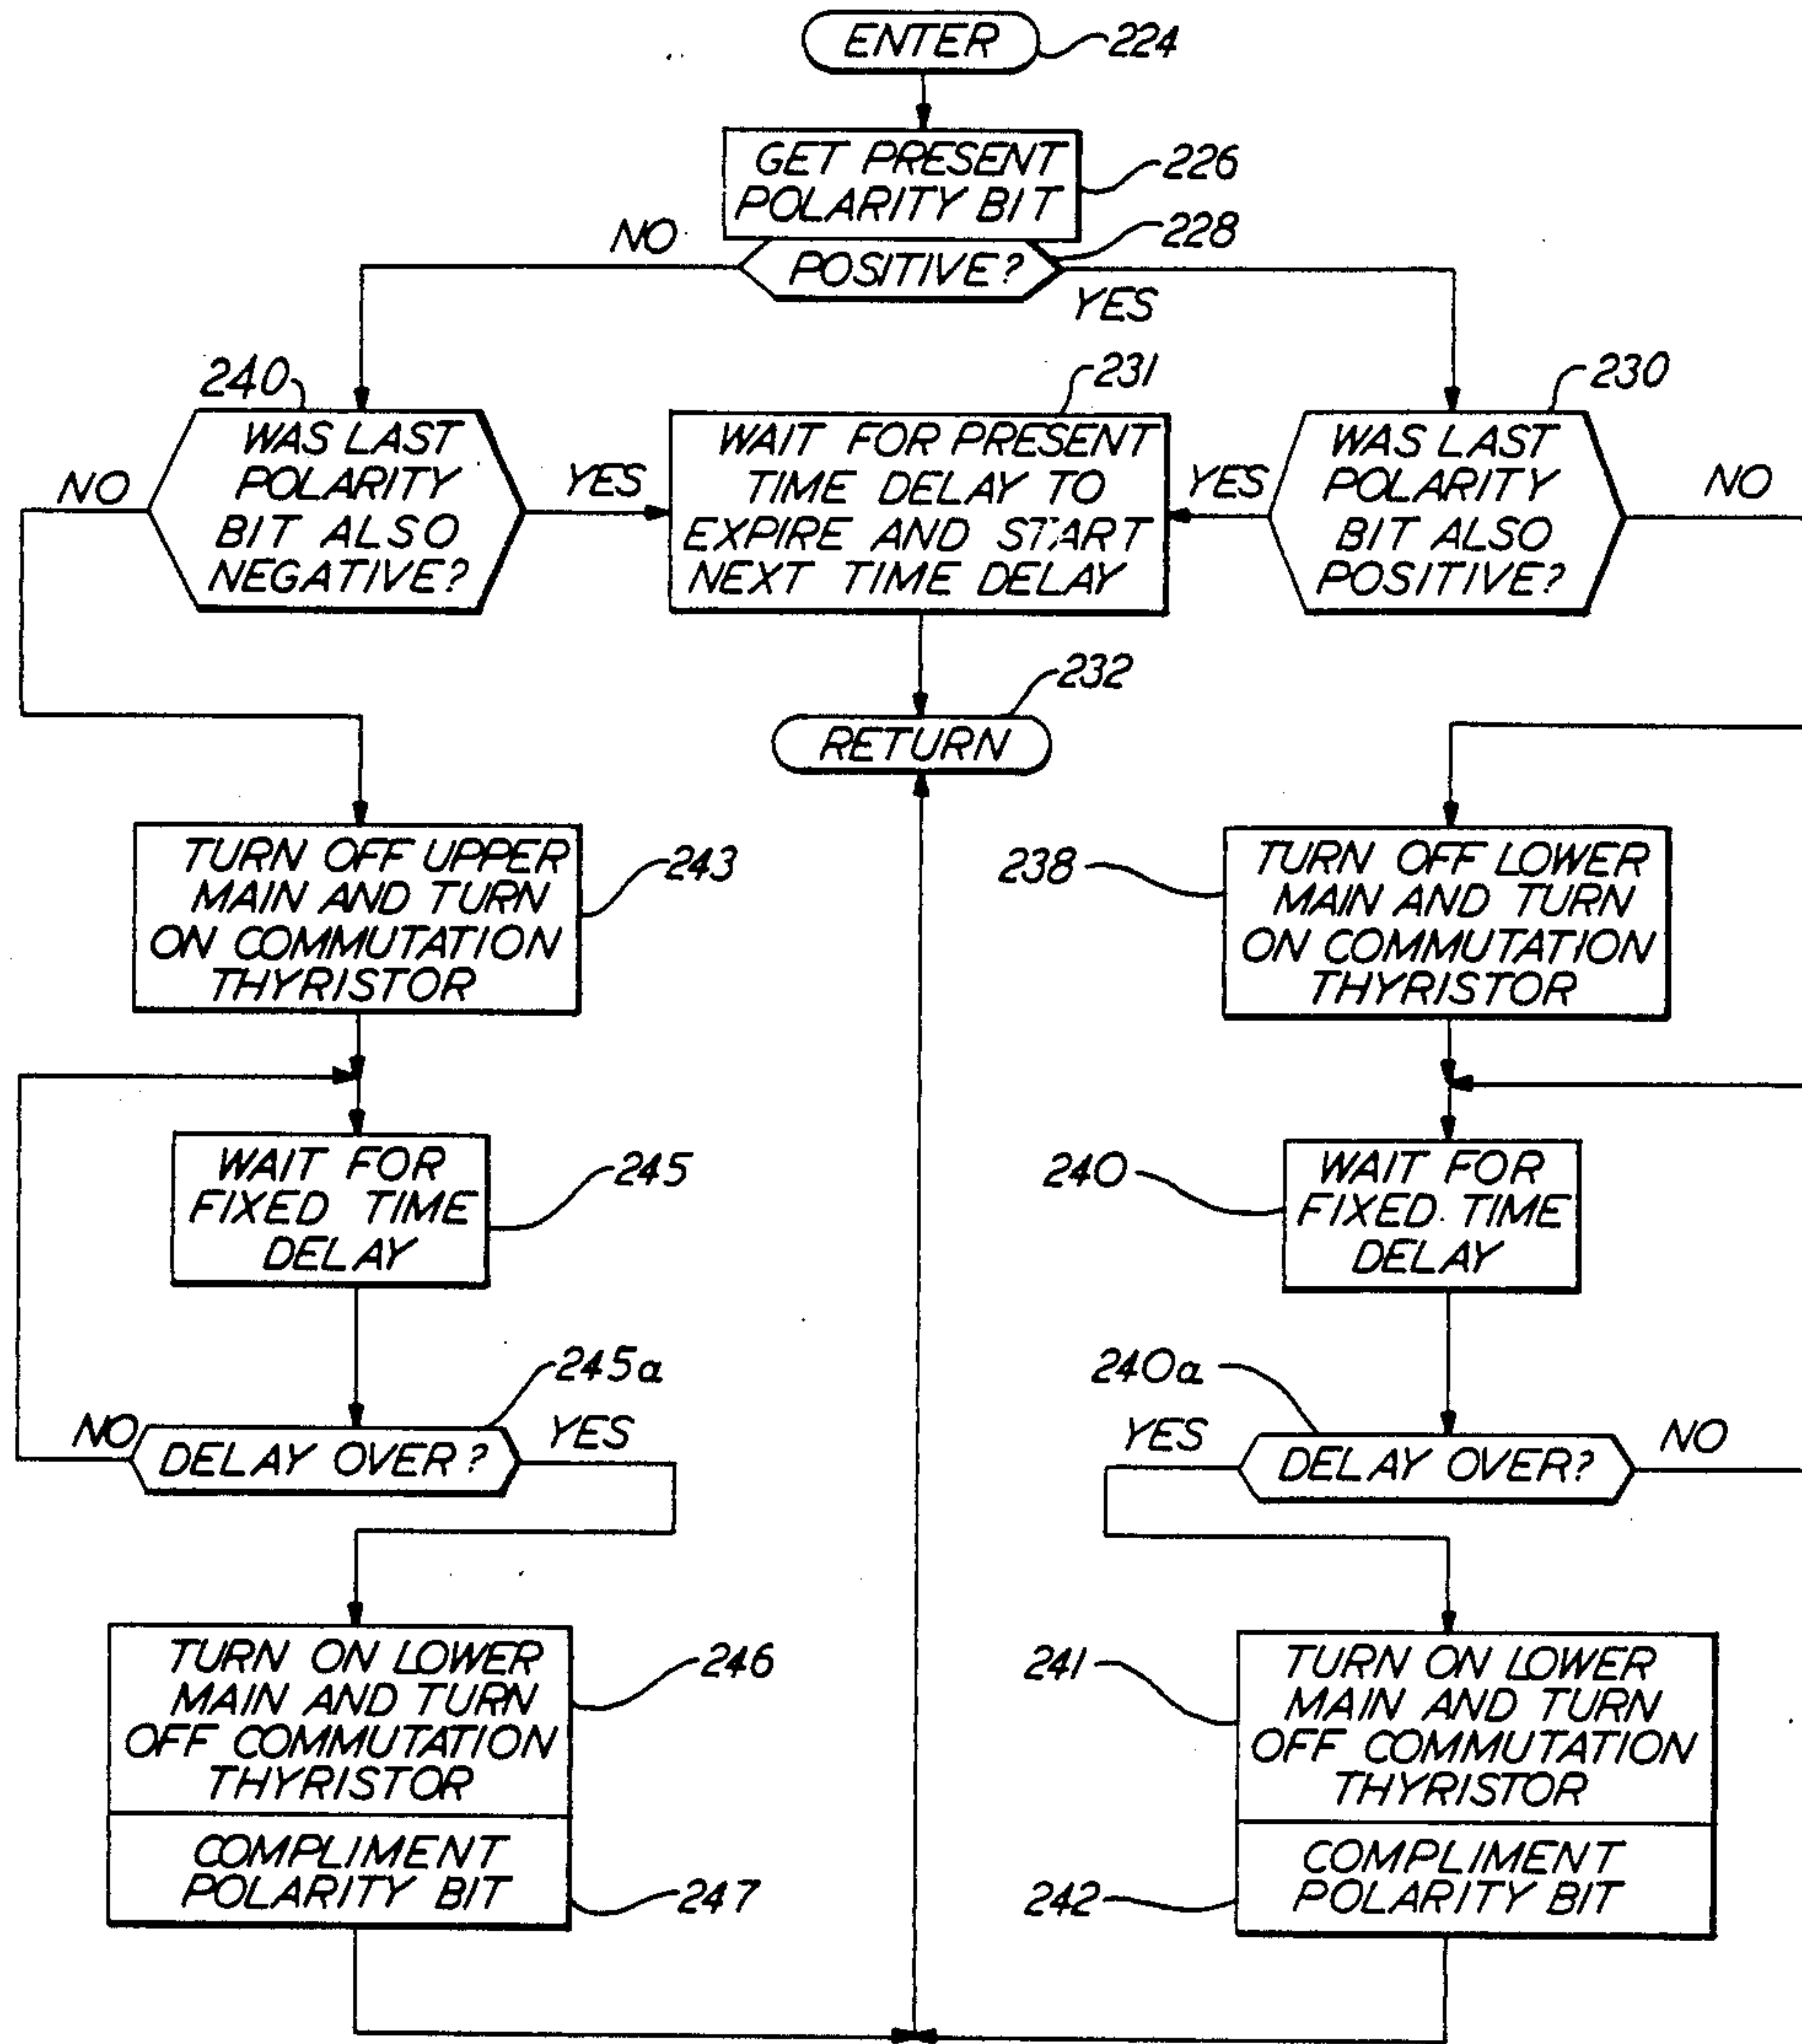 ENTER
224
GET PRESENT
POLARITY BIT
226
NO
POSITIVE?
228
YES
240
WAS LAST
POLARITY
BIT ALSO
NEGATIVE?
NO
YES
231
WAIT FOR PRESENT
TIME DELAY TO
EXPIRE AND START
NEXT TIME DELAY
YES
230
WAS LAST
POLARITY
BIT ALSO
POSITIVE?
NO
232
RETURN
TURN OFF UPPER
MAIN AND TURN
ON COMMUTATION
THYRISTOR
243
238
TURN OFF LOWER
MAIN AND TURN
ON COMMUTATION
THYRISTOR
WAIT FOR
FIXED TIME
DELAY
245
240
WAIT FOR
FIXED TIME
DELAY
245a
NO
DELAY OVER?
YES
240a
YES
DELAY OVER?
NO
TURN ON LOWER
MAIN AND TURN
OFF COMMUTATION
THYRISTOR
246
COMPLIMENT
POLARITY BIT
247
241
TURN ON LOWER
MAIN AND TURN
OFF COMMUTATION
THYRISTOR
242
COMPLIMENT
POLARITY BIT